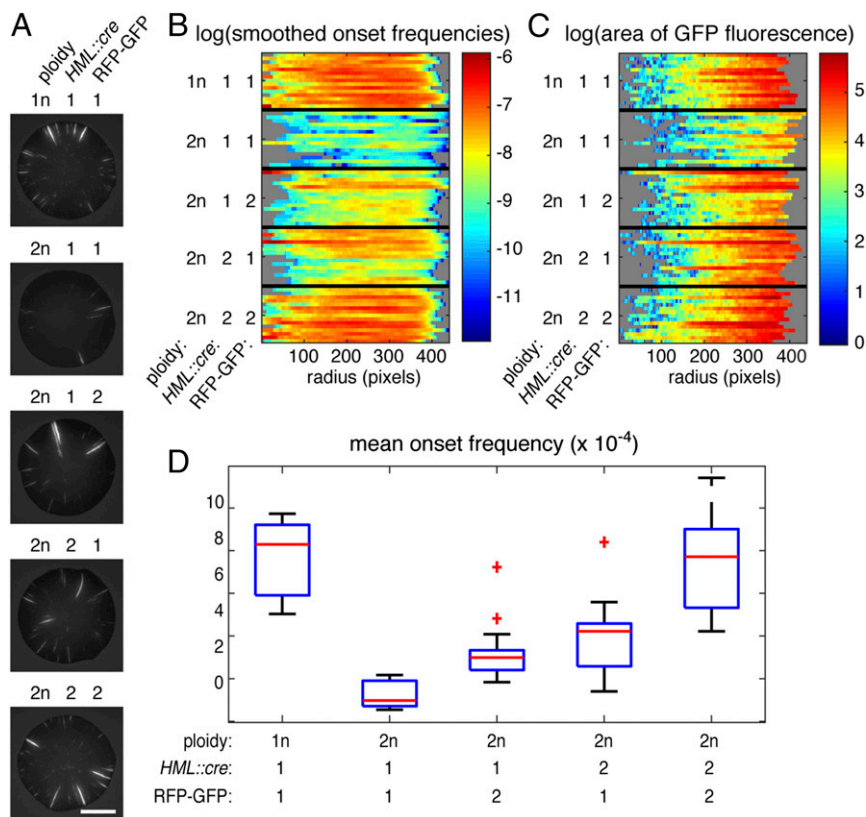 A
ploidy
HML::cre
RFP-GFP
1n 1 1
2n 1 1
2n 1 2
2n 2 1
2n 2 2
B
log(smoothed onset frequencies)
1n 1 1
2n 1 1
2n 1 2
2n 2 1
2n 2 2
ploidy:
HML::cre:
RFP-GFP:
100 200 300 400
radius (pixels)
-6
-7
-8
-9
-10
-11
C
log(area of GFP fluorescence)
1n 1 1
2n 1 1
2n 1 2
2n 2 1
2n 2 2
ploidy:
HML::cre:
RFP-GFP:
100 200 300 400
radius (pixels)
5
4
3
2
1
0
D
mean onset frequency (x 10-4)
10
8
6
4
2
0
ploidy: 1n 2n 2n 2n 2n
HML::cre: 1 1 1 2 2
RFP-GFP: 1 1 2 1 2